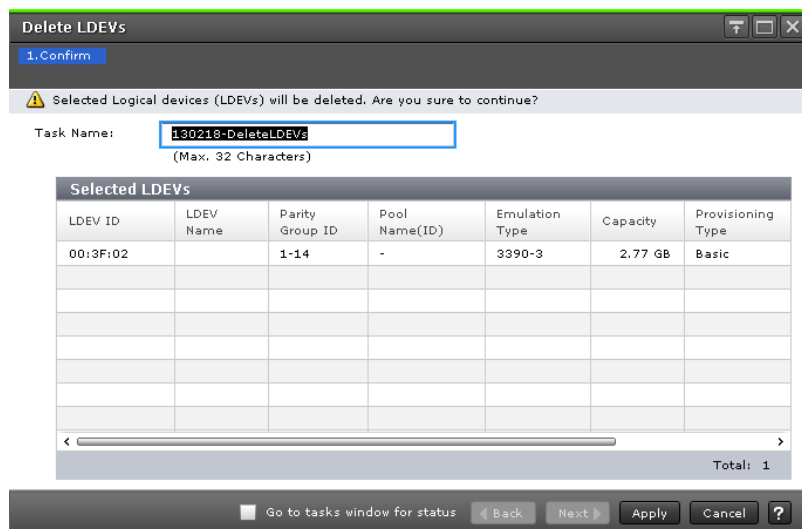 Delete LDEVs
1.Confirm
Selected Logical devices (LDEVs) will be deleted. Are you sure to continue?
Task Name: 130218-DeleteLDEVs
(Max. 32 Characters)
Selected LDEVs
LDEV ID LDEV Name Parity Group ID Pool Name(ID) Emulation Type Capacity Provisioning Type
00:3F:02 1-14 - 3390-3 2.77 GB Basic
Total: 1
Go to tasks window for status Back Next Apply Cancel ?